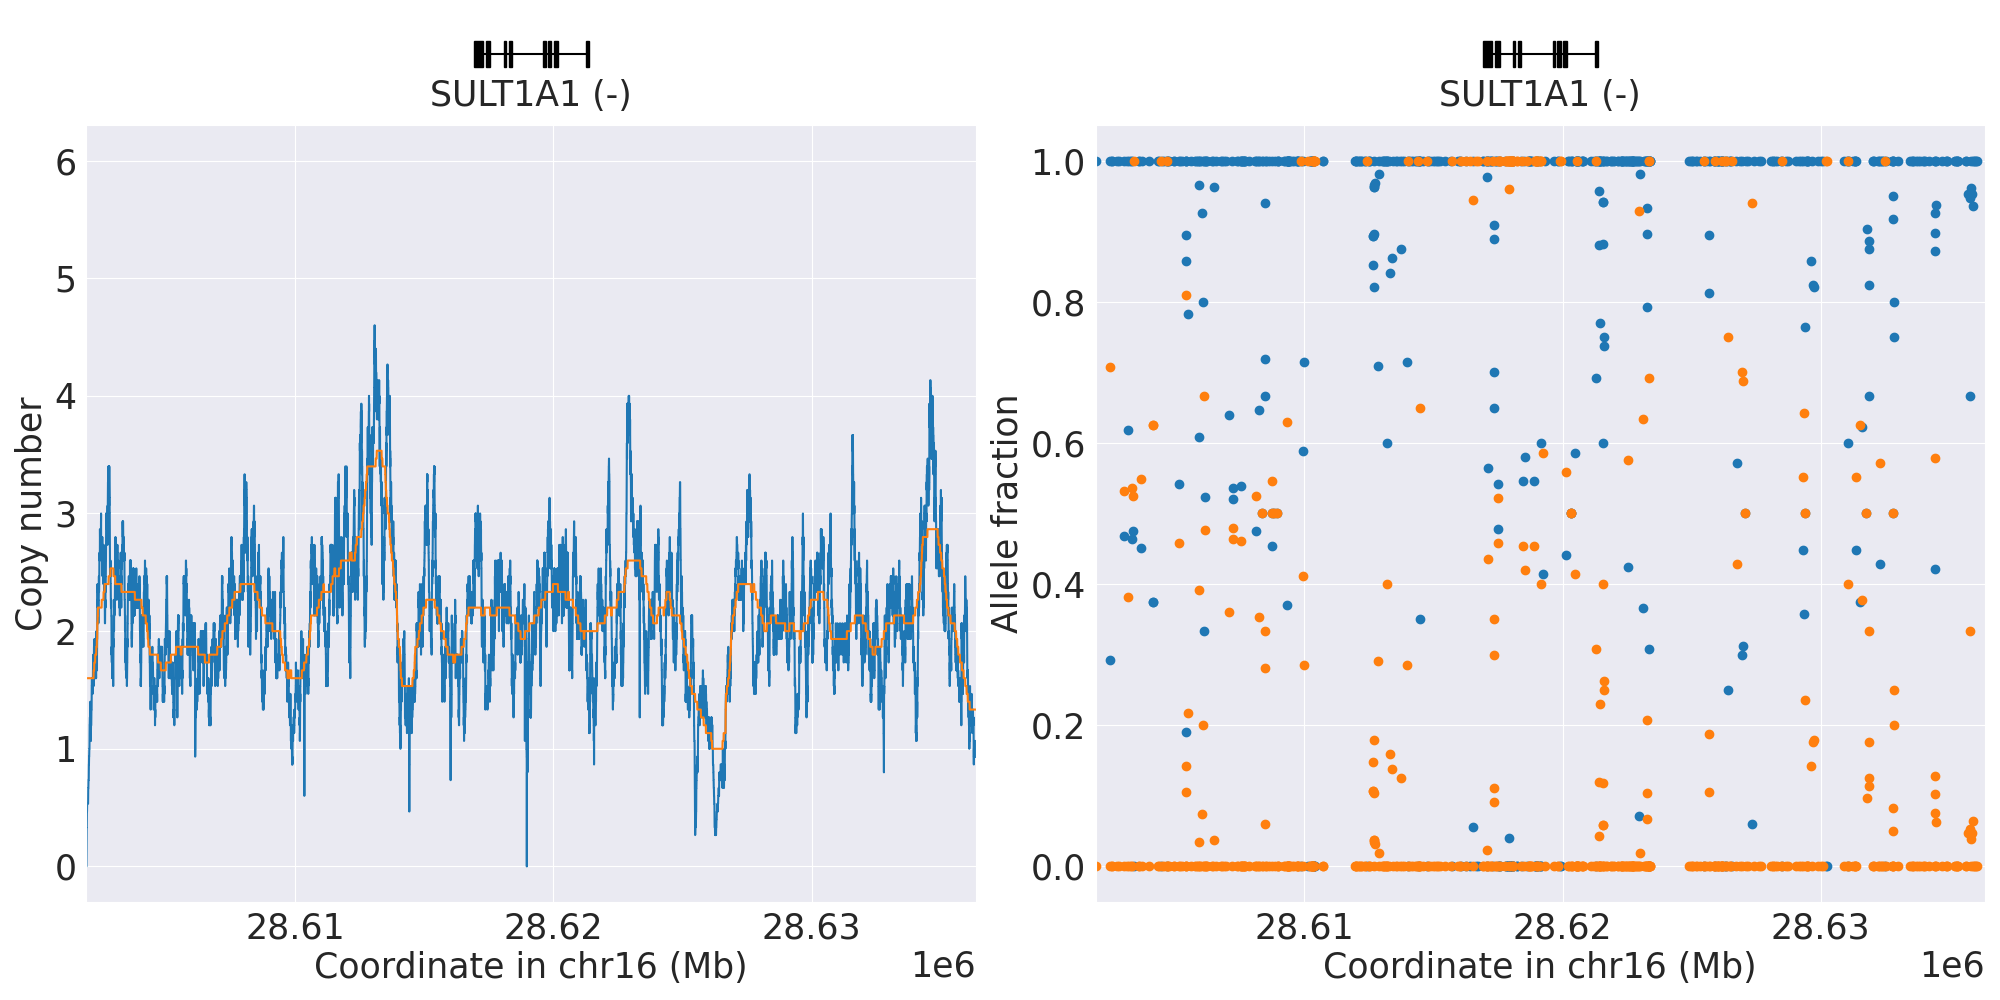 SULT1A1 (-)
SULT1A1 (-)
Copy number
6
5
4
3
2
1
0
28.61
28.62
28.63
Coordinate in chr16 (Mb)
1e6
Allele fraction
1.0
0.8
0.6
0.4
0.2
0.0
28.61
28.62
28.63
Coordinate in chr16 (Mb)
1e6